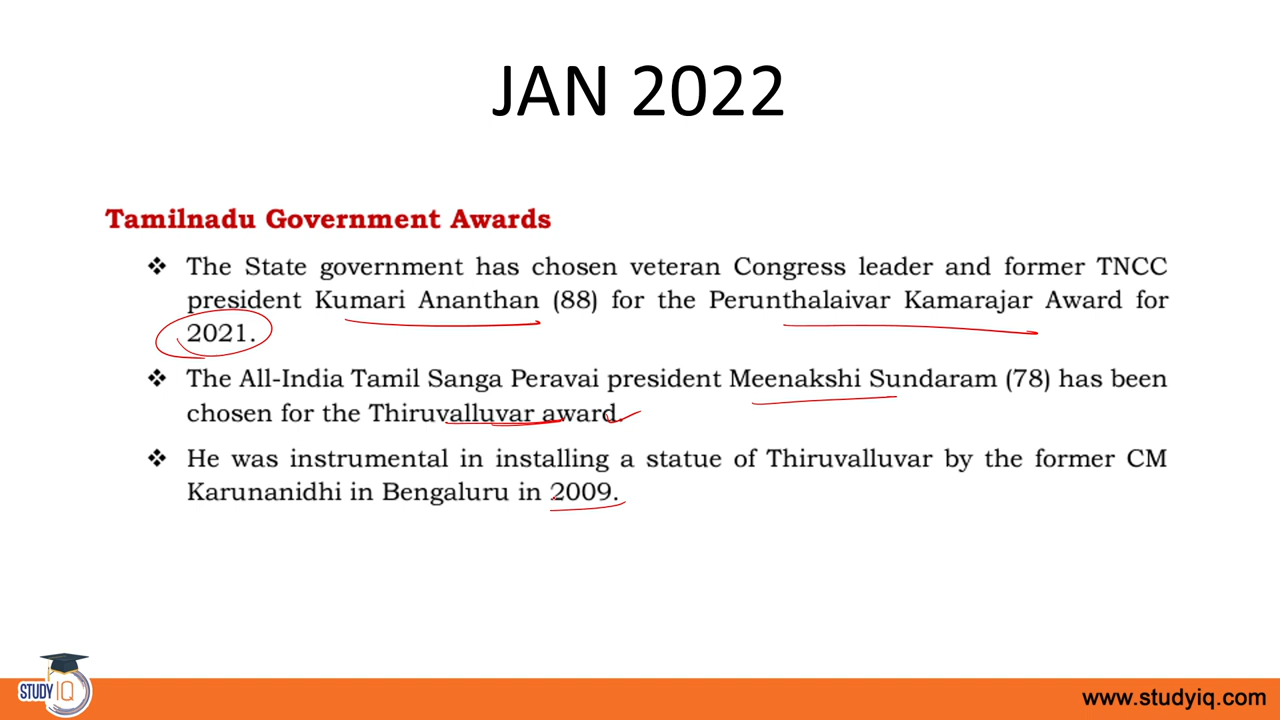 JAN 2022
Tamilnadu Government Awards
❖ The State government has chosen veteran Congress leader and former TNCC
president Kumari Ananthan (88) for the Perunthalaivar Kamarajar Award for
2021.
❖ The All-India Tamil Sanga Peravai president Meenakshi Sundaram (78) has been
chosen for the Thiruvalluvar award.
❖ He was instrumental in installing a statue of Thiruvalluvar by the former CM
Karunanidhi in Bengaluru in 2009.
STUDY IQ
www.studyiq.com